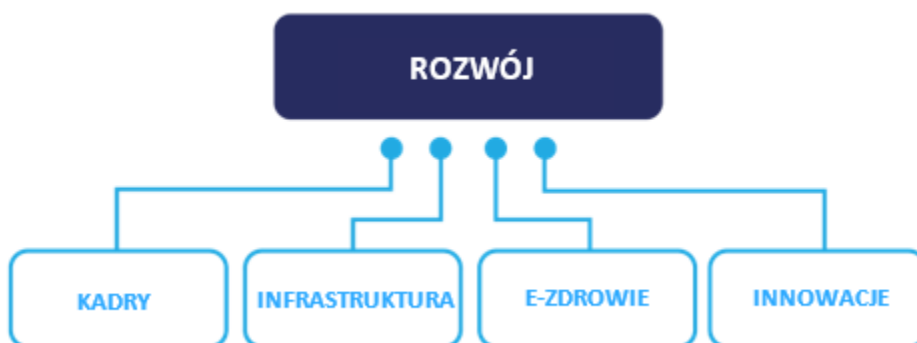 ROZWÓJ
KADRY
INFRASTRUKTURA
E-ZDROWIE
INNOWACJE